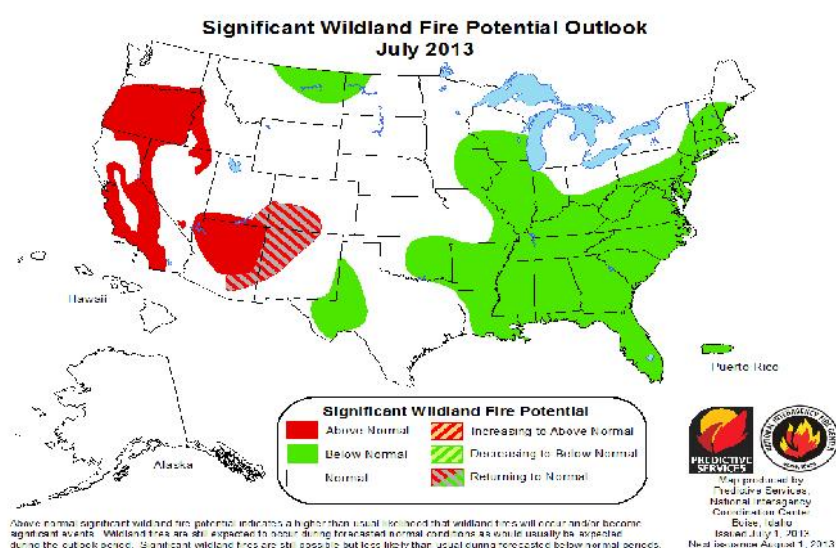 Significant Wildland Fire Potential Outlook
July 2013
Hawaii
Puerto Rico
Alaska
Significant Wildland Fire Potential
Above Normal
Increasing to Above Normal
Below Normal
Decreasing to Below Normal
Normal
Returning to Normal
PREDICTIVE
SERVICES
Map produced by
Predictive Services,
National Interagency
Coordination Center
Boise, Idaho
Issued July 1, 2013
Next issuance August 1, 2013
Above normal significant wildland fire potential indicates a higher than usual likelihood that wildland fires will occur and/or become
significant events. Wildland fires are still expected to occur during forecasted normal conditions as would usually be expected
during the outlook period. Significant wildland fires are still possible but less likely than usual during forecasted below normal periods.